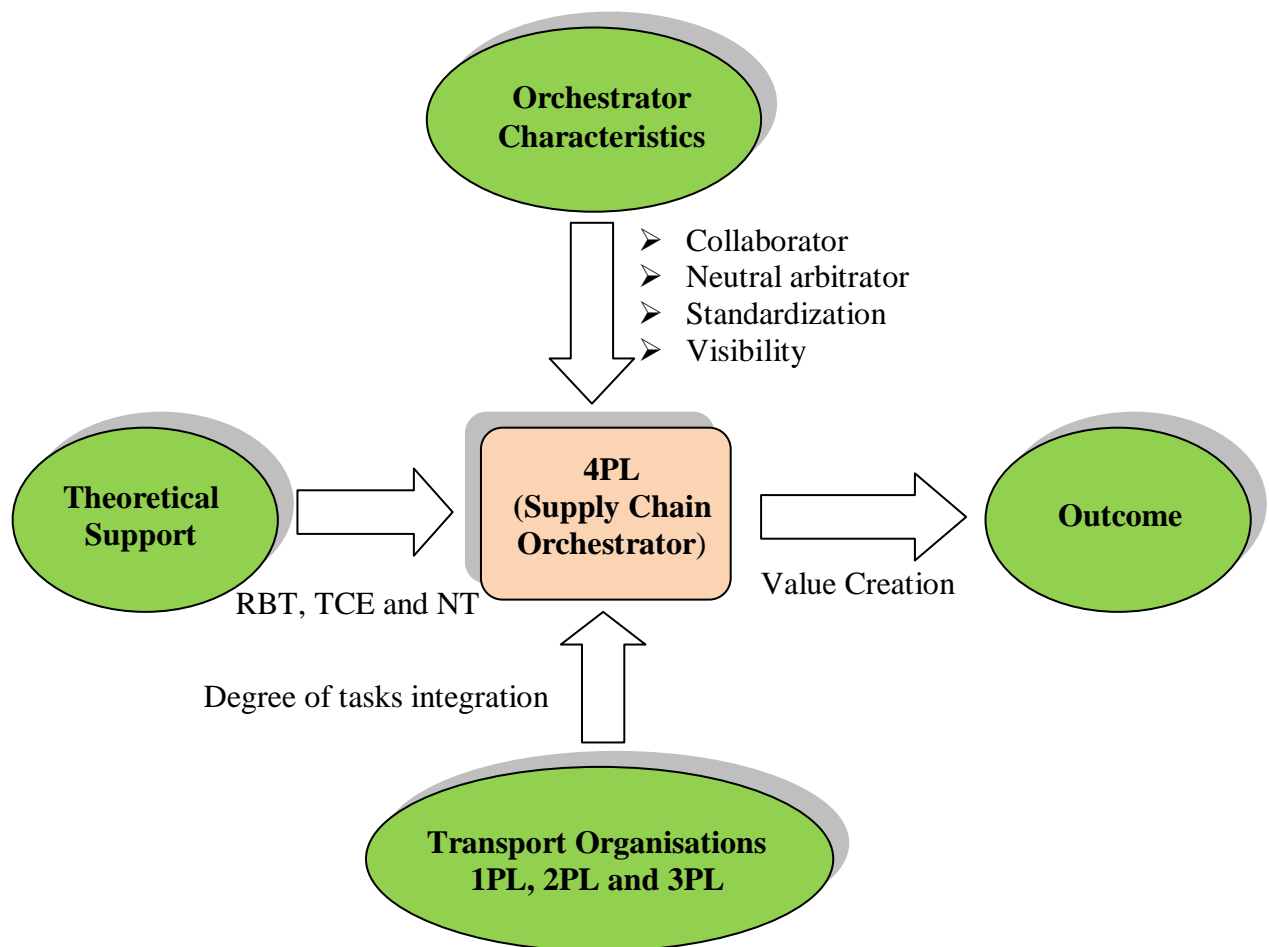 Orchestrator
Characteristics
➢ Collaborator
➢ Neutral arbitrator
➢ Standardization
➢ Visibility
Theoretical
Support
RBT, TCE and NT
4PL
(Supply Chain
Orchestrator)
Value Creation
Outcome
Degree of tasks integration
Transport Organisations
1PL, 2PL and 3PL